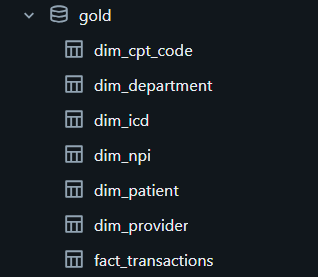 gold
dim_cpt_code
dim_department
dim_icd
dim_npi
dim_patient
dim_provider
fact_transactions